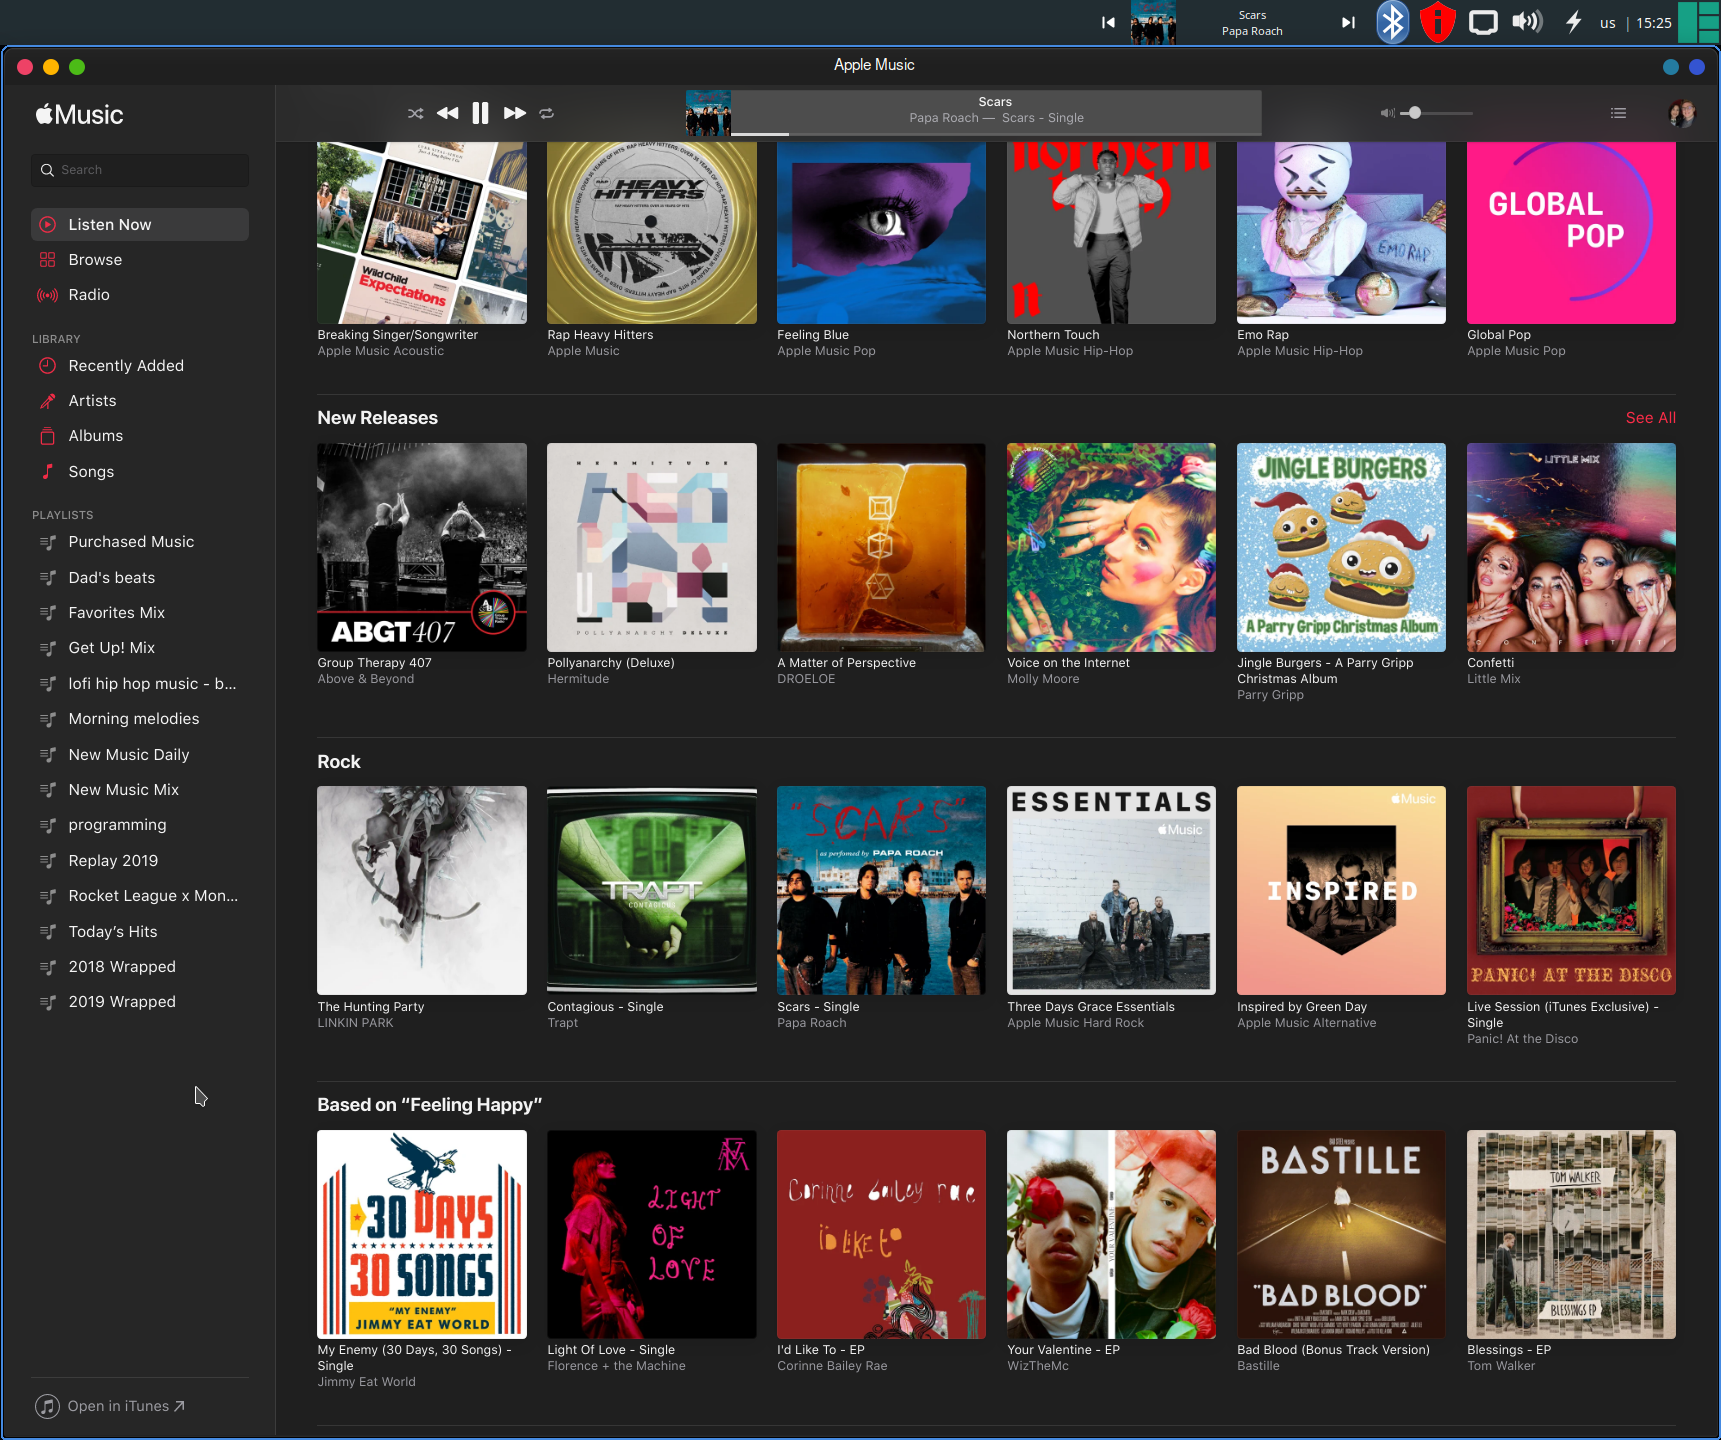 Scars
Papa Roach
us | 15:25
Apple Music
Music
Scars
Papa Roach — Scars - Single
Search
Listen Now
Browse
Radio
LIBRARY
Recently Added
Artists
Albums
Songs
PLAYLISTS
Purchased Music
Dad's beats
Favorites Mix
Get Up! Mix
lofi hip hop music - b...
Morning melodies
New Music Daily
New Music Mix
programming
Replay 2019
Rocket League x Mon...
Today's Hits
2018 Wrapped
2019 Wrapped
Open in iTunes
Wild Child
Expectations
RAP HEAVY HITTERS
northern
EMO RAP
GLOBAL
POP
Breaking Singer/Songwriter
Apple Music Acoustic
Rap Heavy Hitters
Apple Music
Feeling Blue
Apple Music Pop
Northern Touch
Apple Music Hip-Hop
Emo Rap
Apple Music Hip-Hop
Global Pop
Apple Music Pop
New Releases
See All
ABGT407
HERMITUDE
POLLYANARCHY DELUXE
JINGLE BURGERS
A Parry Gripp Christmas Album
LITTLE MIX
CONFETTI
Group Therapy 407
Above & Beyond
Pollyanarchy (Deluxe)
Hermitude
A Matter of Perspective
DROELOE
Voice on the Internet
Molly Moore
Jingle Burgers - A Parry Gripp
Christmas Album
Parry Gripp
Confetti
Little Mix
Rock
TRAPT
CONTAGIOUS
"SCARS"
as perfomed by PAPA ROACH
ESSENTIALS
Music
Music
INSPIRED
PANIC! AT THE DISCO
The Hunting Party
LINKIN PARK
Contagious - Single
Trapt
Scars - Single
Papa Roach
Three Days Grace Essentials
Apple Music Hard Rock
Inspired by Green Day
Apple Music Alternative
Live Session (iTunes Exclusive) -
Single
Panic! At the Disco
Based on “Feeling Happy”
30 DAYS
30 SONGS
"MY ENEMY"
JIMMY EAT WORLD
LIGHT
OF
LOVE
Corinne bailey rae
i'd LIKE to
YOUR VALENTINE
BASTILLE
"BAD BLOOD"
TOM WALKER
BLESSINGS EP
My Enemy (30 Days, 30 Songs) -
Single
Jimmy Eat World
Light Of Love - Single
Florence + the Machine
I'd Like To - EP
Corinne Bailey Rae
Your Valentine - EP
WizTheMc
Bad Blood (Bonus Track Version)
Bastille
Blessings - EP
Tom Walker